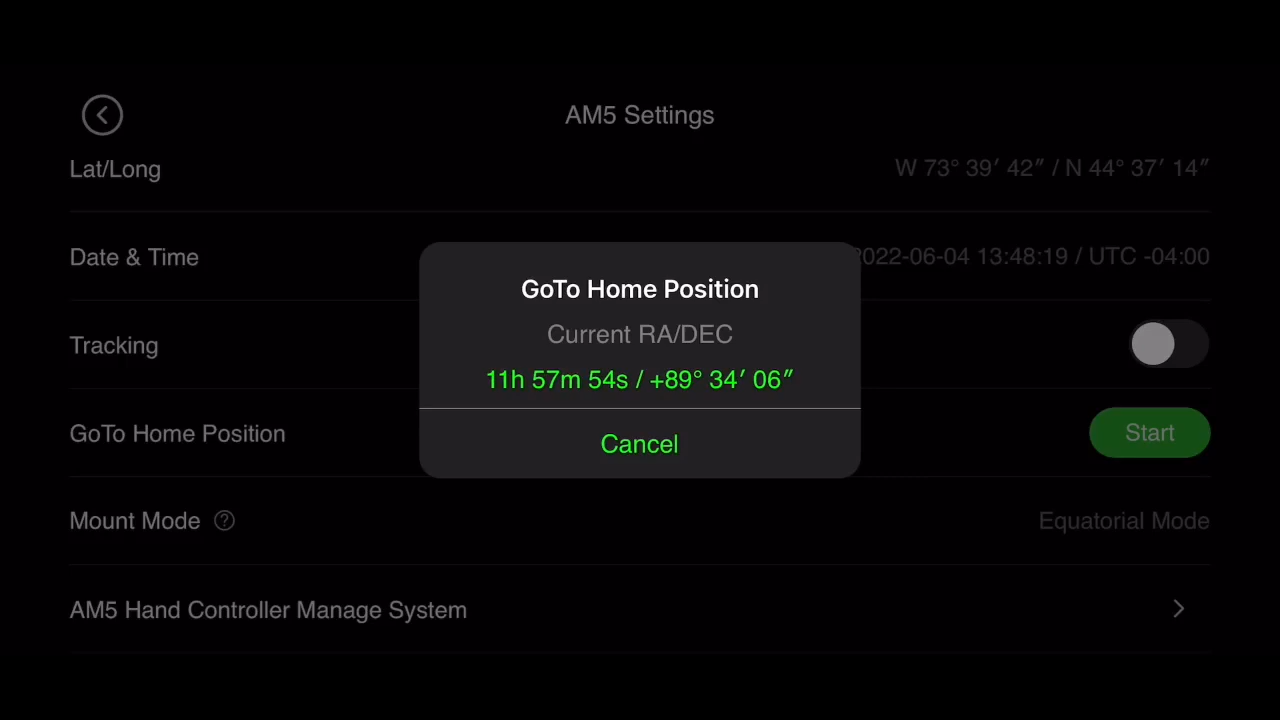 AM5 Settings
Lat/Long W 73° 39′ 42″ / N 44° 37′ 14″
Date & Time 2022-06-04 13:48:19 / UTC -04:00
GoTo Home Position
Current RA/DEC
11h 57m 54s / +89° 34′ 06″
Cancel
Tracking
GoTo Home Position Start
Mount Mode ? Equatorial Mode
AM5 Hand Controller Manage System